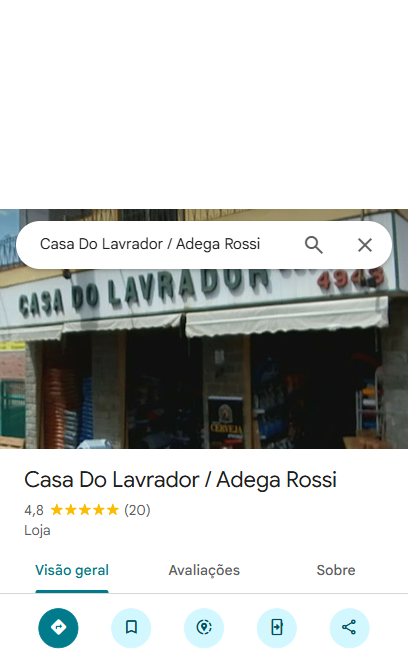 Casa Do Lavrador / Adega Rossi
CASA DO LAVRADOR
4943
CERVEJA
Casa Do Lavrador / Adega Rossi
4,8 ★★★★★ (20)
Loja
Visão geral
Avaliações
Sobre